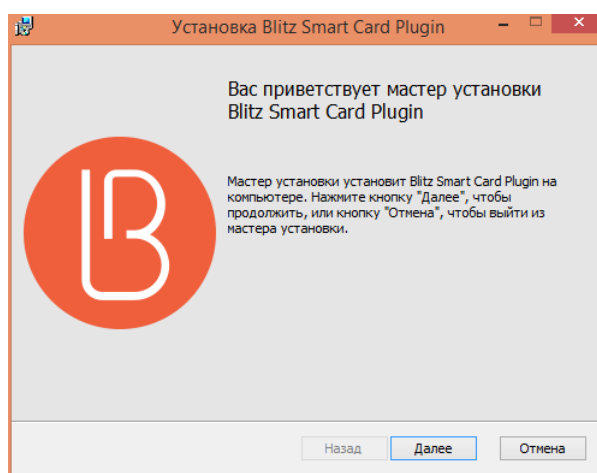 Установка Blitz Smart Card Plugin
Вас приветствует мастер установки
Blitz Smart Card Plugin
Мастер установки установит Blitz Smart Card Plugin на
компьютере. Нажмите кнопку "Далее", чтобы
продолжить, или кнопку "Отмена", чтобы выйти из
мастера установки.
Назад Далее Отмена